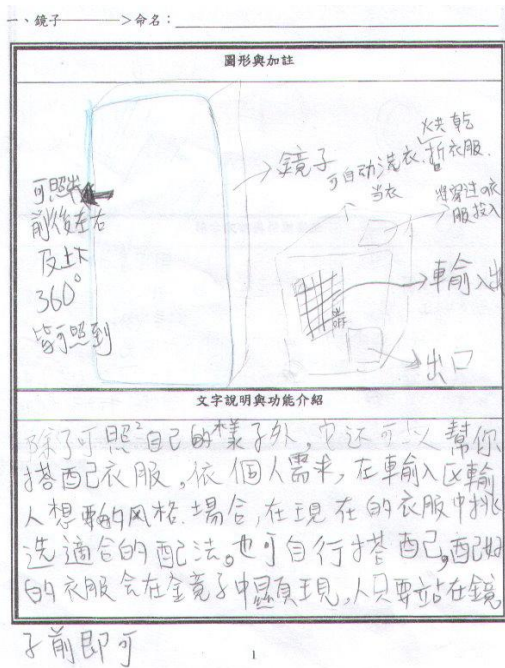 一、鏡子————>命名：
圖形與加註
可照出
前後左右
及上下
360°
皆可照到
鏡子
可自动洗衣.
烘乾
摺衣服.
衣
將穿過的衣
服投入
輸入
出口
文字說明與功能介紹
除了可照自己的樣子外，它还可以幫你
搭配衣服。依個人需求，在輸入区輸
入想要的风格.場合，在現在的衣服中挑
选適合的配法。也可自行搭配。配好
的衣服会在鏡子中顯現，人只要站在鏡
子前即可
1